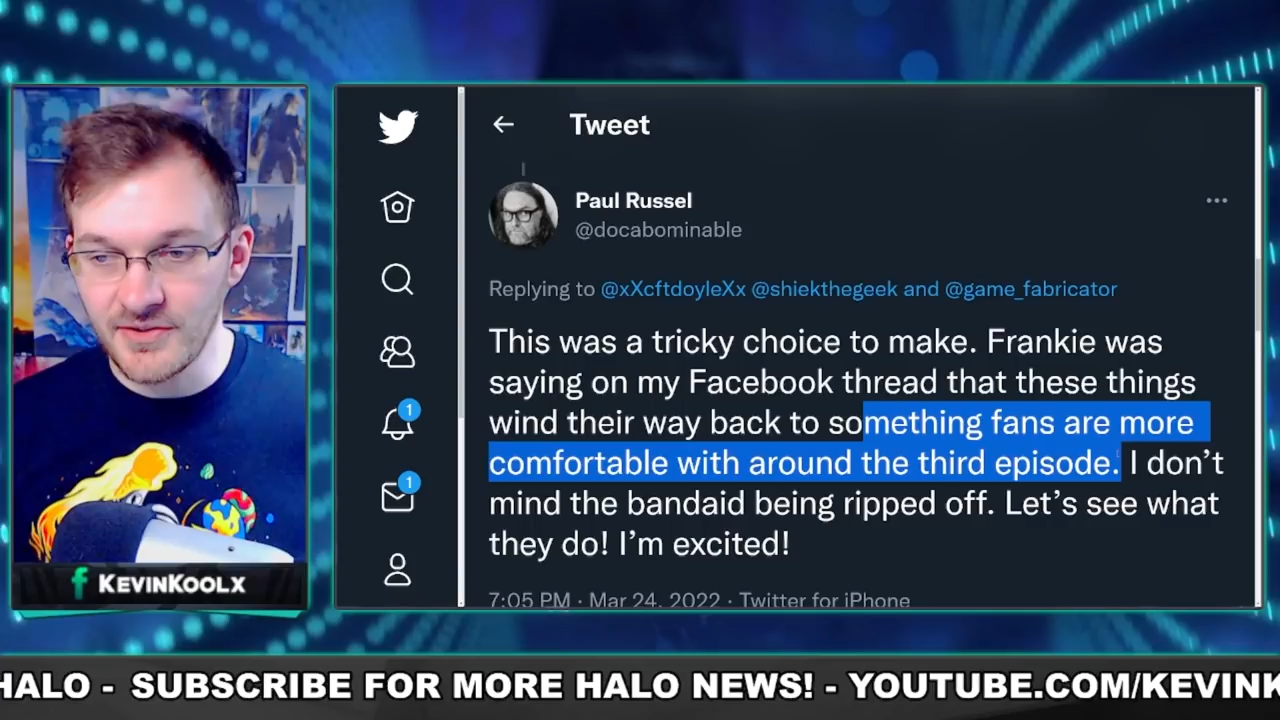 Tweet
Paul Russel
@docabominable
Replying to @xXcftdoyleXx @shiekthegeek and @game_fabricator
This was a tricky choice to make. Frankie was
saying on my Facebook thread that these things
wind their way back to something fans are more
comfortable with around the third episode. I don’t
mind the bandaid being ripped off. Let’s see what
they do! I’m excited!
7:05 PM · Mar 24, 2022 · Twitter for iPhone
1
1
f KEVINKOOLX
HALO - SUBSCRIBE FOR MORE HALO NEWS! - YOUTUBE.COM/KEVINK